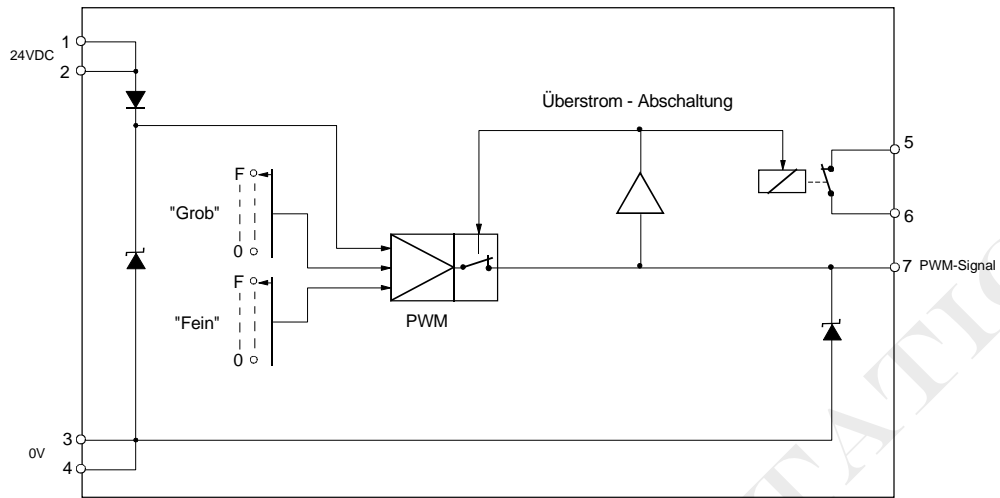 1
24VDC
2
Überstrom - Abschaltung
5
F
"Grob"
0
6
7 PWM-Signal
F
"Fein"
0
PWM
3
0V
4